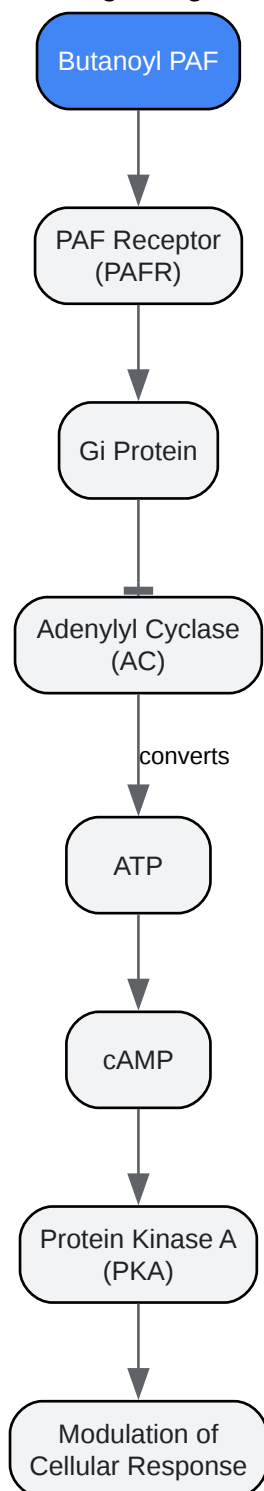 Butanoyl PAF
PAF Receptor
(PAFR)
Gi Protein
Adenylyl Cyclase
(AC)
converts
ATP
cAMP
Protein Kinase A
(PKA)
Modulation of
Cellular Response